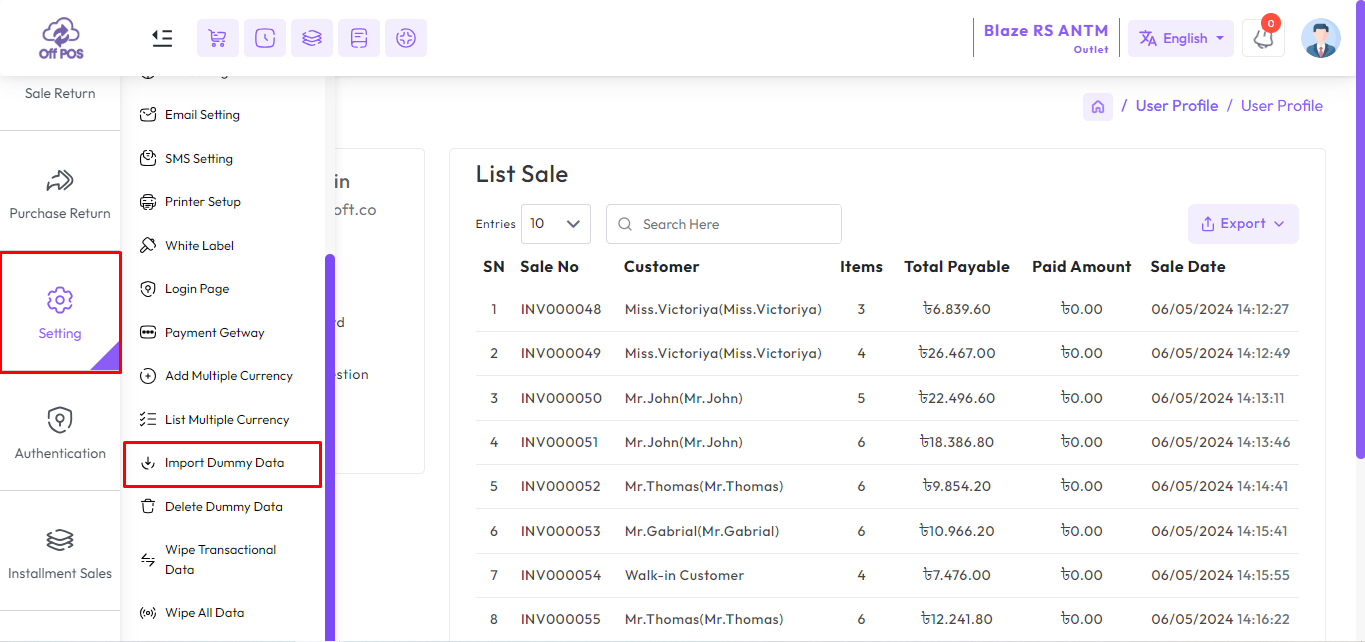 Off POS
Blaze RS ANTM
Outlet
English
0
Sale Return
Purchase Return
Setting
Authentication
Installment Sales
Email Setting
SMS Setting
Printer Setup
White Label
Login Page
Payment Getway
Add Multiple Currency
List Multiple Currency
Import Dummy Data
Delete Dummy Data
Wipe Transactional
Data
Wipe All Data
/ User Profile / User Profile
List Sale
Entries 10 Search Here Export
SN Sale No Customer Items Total Payable Paid Amount Sale Date
1 INV000048 Miss.Victoriya(Miss.Victoriya) 3 ৳6.839.60 ৳0.00 06/05/2024 14:12:27
2 INV000049 Miss.Victoriya(Miss.Victoriya) 4 ৳26.467.00 ৳0.00 06/05/2024 14:12:49
3 INV000050 Mr.John(Mr.John) 5 ৳22.496.60 ৳0.00 06/05/2024 14:13:11
4 INV000051 Mr.John(Mr.John) 6 ৳18.386.80 ৳0.00 06/05/2024 14:13:46
5 INV000052 Mr.Thomas(Mr.Thomas) 6 ৳9.854.20 ৳0.00 06/05/2024 14:14:41
6 INV000053 Mr.Gabrial(Mr.Gabrial) 6 ৳10.966.20 ৳0.00 06/05/2024 14:15:41
7 INV000054 Walk-in Customer 4 ৳7.476.00 ৳0.00 06/05/2024 14:15:55
8 INV000055 Mr.Thomas(Mr.Thomas) 6 ৳12.241.80 ৳0.00 06/05/2024 14:16:22